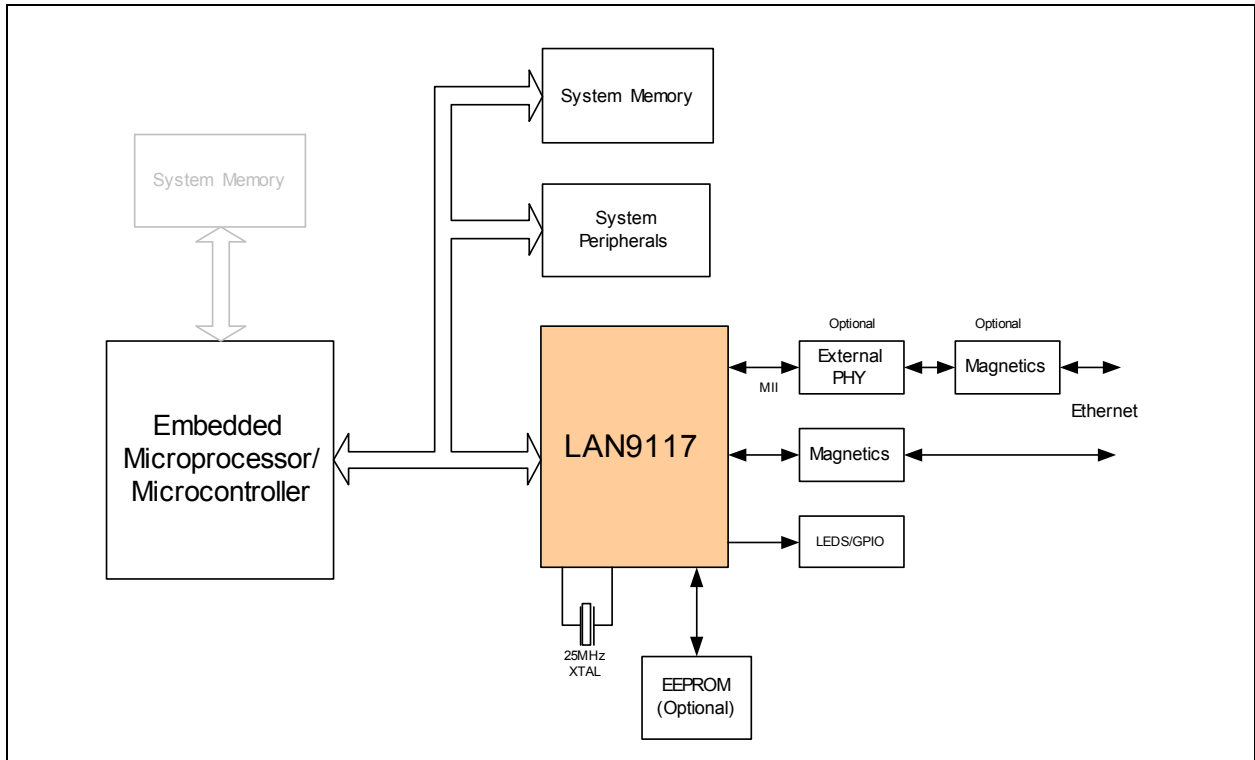 System Memory
System Memory
System
Peripherals
Embedded
Microprocessor/
Microcontroller
LAN9117
Optional
Optional
External
PHY
Magnetics
MII
Ethernet
Magnetics
LEDS/GPIO
25MHz
XTAL
EEPROM
(Optional)